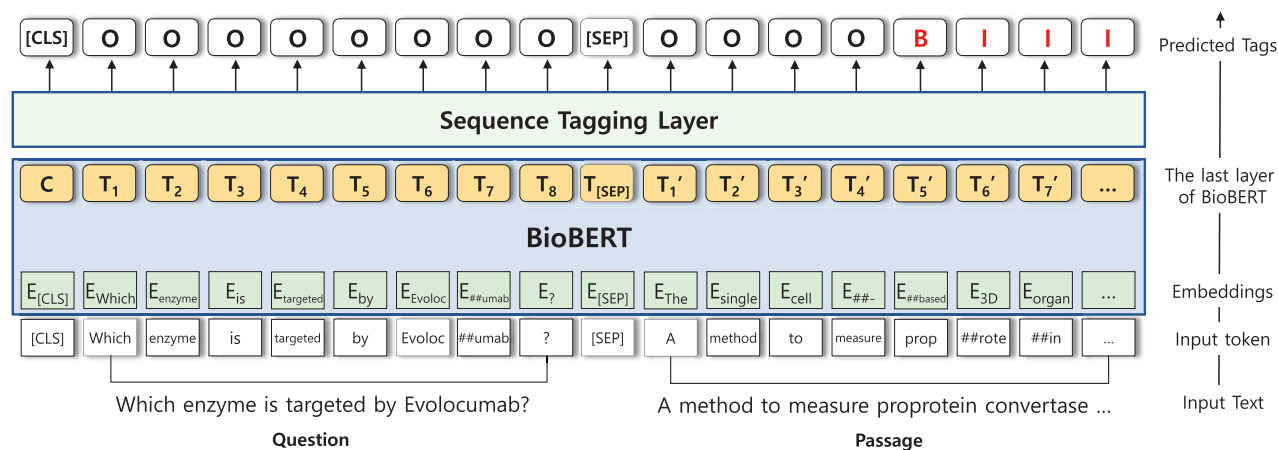 [CLS] O O O O O O O O [SEP] O O O O B I I I Predicted Tags
Sequence Tagging Layer
C T1 T2 T3 T4 T5 T6 T7 T8 T[SEP] T1’ T2’ T3’ T4’ T5’ T6’ T7’ ...
The last layer
of BioBERT
BioBERT
E[CLS] EWhich Eenzyme Eis Etargeted Eby EEvoloc E##umab E? E[SEP] EThe Esingle Ecell E##- E##based E3D Eorgan ... Embeddings
[CLS] Which enzyme is targeted by Evoloc ##umab ? [SEP] A method to measure prop ##rote ##in ... Input token
Which enzyme is targeted by Evolocumab? A method to measure proprotein convertase ... Input Text
Question Passage